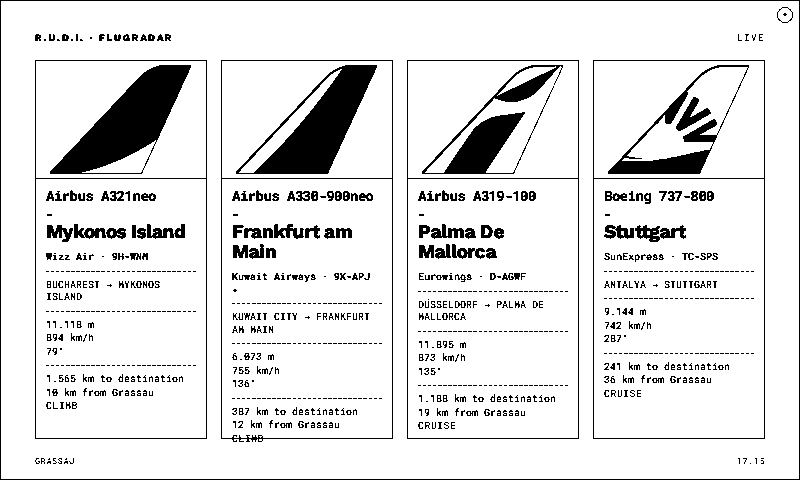 R.U.D.I. · FLUGRADAR
LIVE
Airbus A321neo
-
Mykonos Island
Wizz Air · 9H-WNM
BUCHAREST → MYKONOS
ISLAND
11.118 m
894 km/h
79°
1.565 km to destination
10 km from Grassau
CLIMB
Airbus A330-900neo
-
Frankfurt am
Main
Kuwait Airways · 9K-APJ
KUWAIT CITY → FRANKFURT
AM MAIN
6.073 m
755 km/h
136°
387 km to destination
12 km from Grassau
CLIMB
Airbus A319-100
-
Palma De
Mallorca
Eurowings · D-AGWF
DÜSSELDORF → PALMA DE
MALLORCA
11.895 m
873 km/h
135°
1.188 km to destination
19 km from Grassau
CRUISE
Boeing 737-800
-
Stuttgart
SunExpress · TC-SPS
ANTALYA → STUTTGART
9.144 m
742 km/h
287°
241 km to destination
36 km from Grassau
CRUISE
GRASSAU
17.15